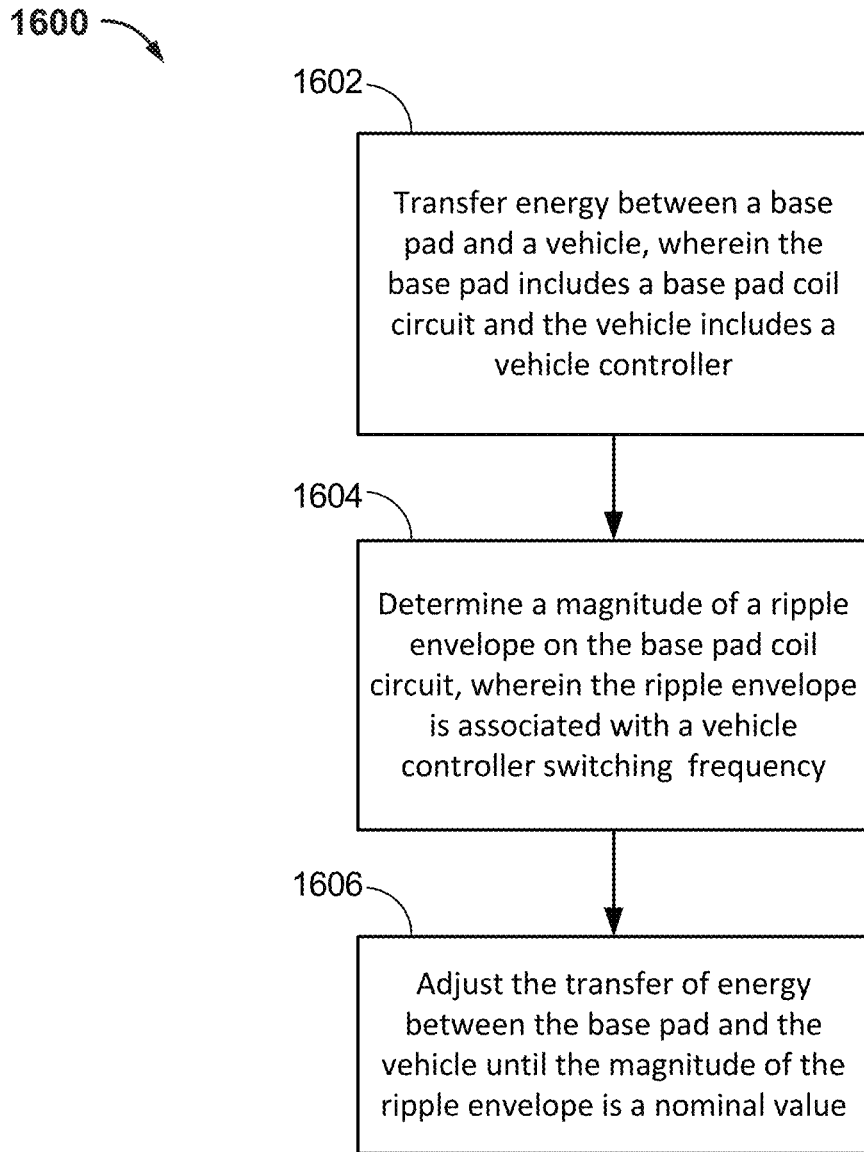 1600
1602
Transfer energy between a base
pad and a vehicle, wherein the
base pad includes a base pad coil
circuit and the vehicle includes a
vehicle controller
1604
Determine a magnitude of a ripple
envelope on the base pad coil
circuit, wherein the ripple envelope
is associated with a vehicle
controller switching frequency
1606
Adjust the transfer of energy
between the base pad and the
vehicle until the magnitude of the
ripple envelope is a nominal value